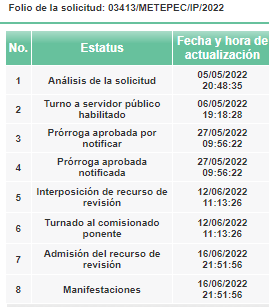 Folio de la solicitud: 03413/METEPEC/IP/2022
No. Estatus Fecha y hora de
actualización
1 Análisis de la solicitud 05/05/2022
20:48:35
2 Turno a servidor público
habilitado 06/05/2022
19:18:28
3 Prórroga aprobada por
notificar 27/05/2022
09:56:22
4 Prórroga aprobada
notificada 27/05/2022
09:56:22
5 Interposición de recurso de
revisión 12/06/2022
11:13:26
6 Turnado al comisionado
ponente 12/06/2022
11:13:26
7 Admisión del recurso de
revisión 16/06/2022
21:51:56
8 Manifestaciones 16/06/2022
21:51:56